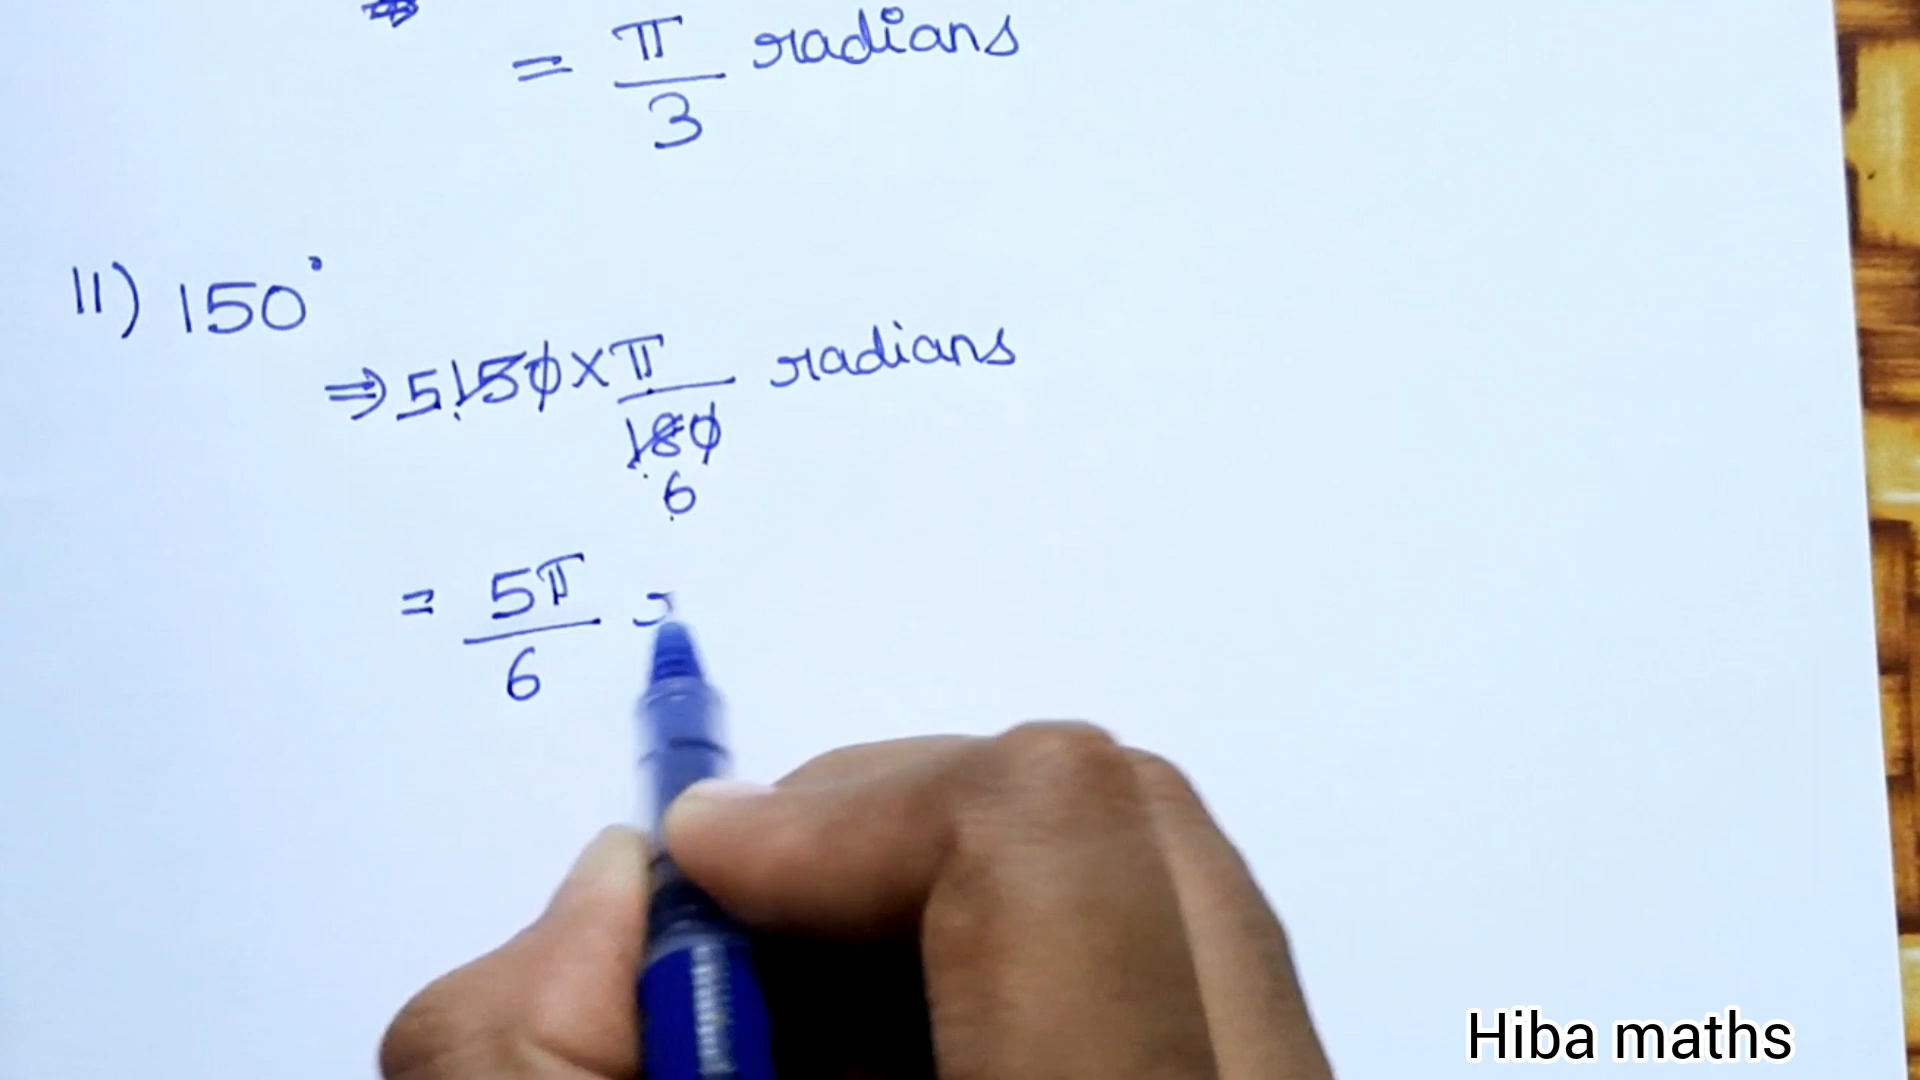 = π/3 radians
II) 150°
⇒ 5 150 × π/180 radians
6
= 5π/6
Hiba maths